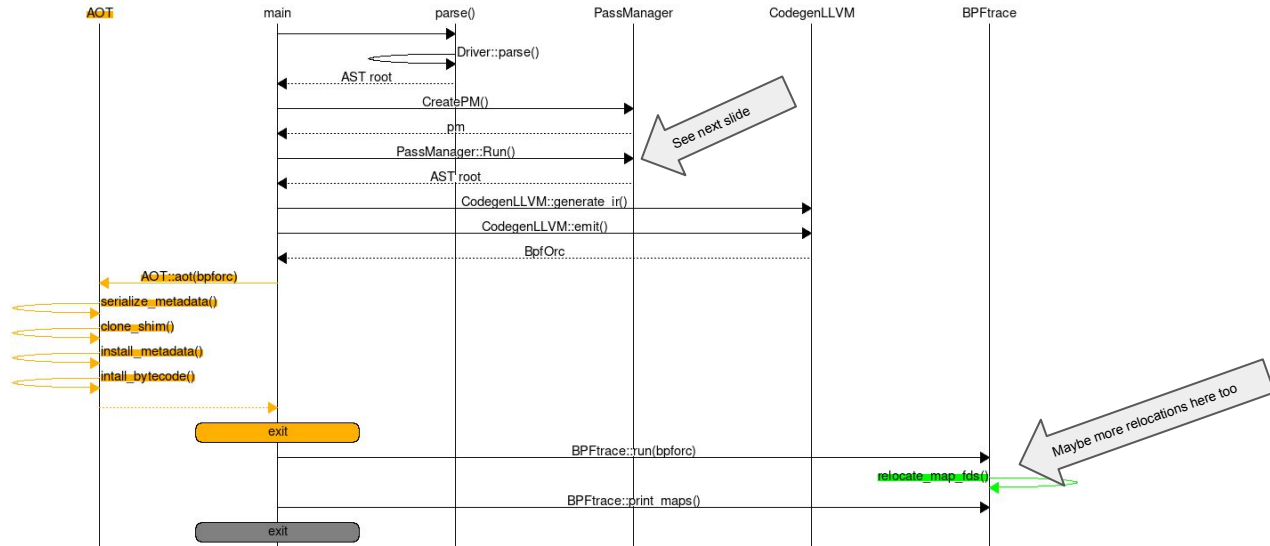 AOT
main
parse()
PassManager
CodegenLLVM
BPFtrace
Driver::parse()
AST root
CreatePM()
See next slide
pm
PassManager::Run()
AST root
CodegenLLVM::generate_ir()
CodegenLLVM::emit()
BpfOrc
AOT::aot(bpforc)
serialize_metadata()
clone_shim()
install_metadata()
intall_bytecode()
exit
Maybe more relocations here too
BPFtrace::run(bpforc)
relocate_map_fds()
BPFtrace::print_maps()
exit